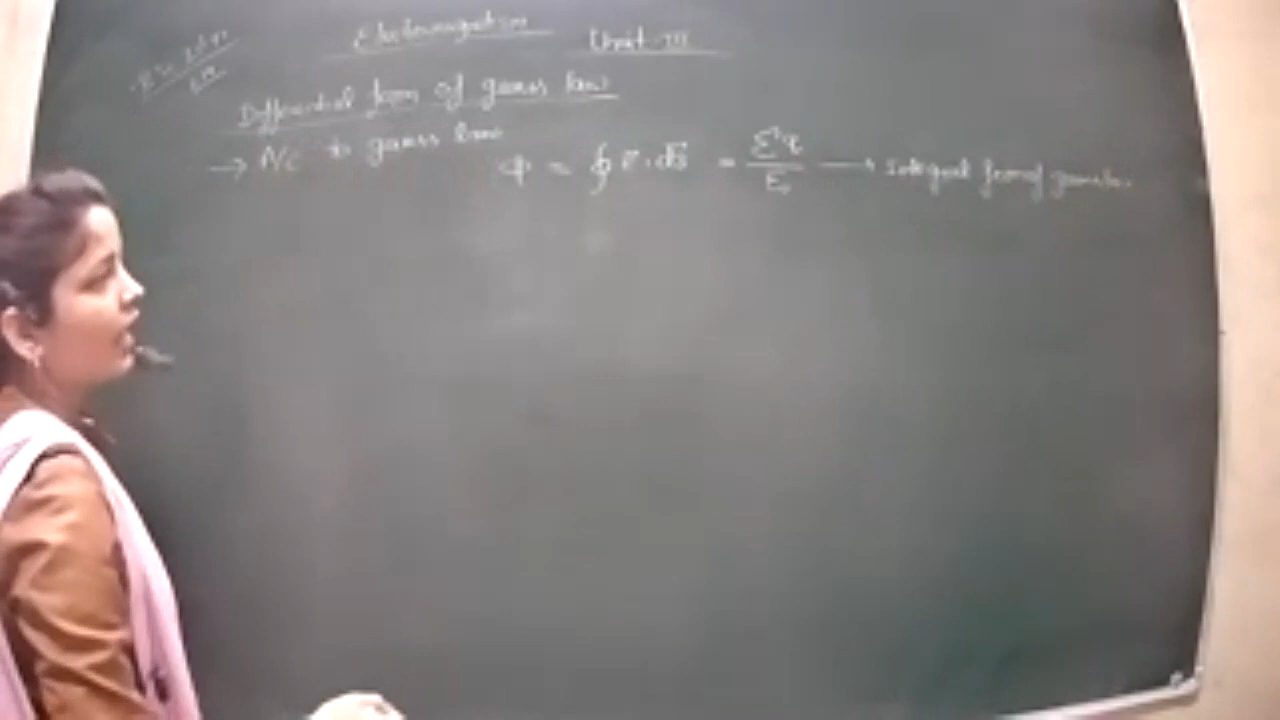 Electromagnetism Unit-III
Differential form of gauss law
→ A/c to gauss law φ = ∮ E⃗.dS⃗ = Σq / ε₀ → Integral form of gauss law